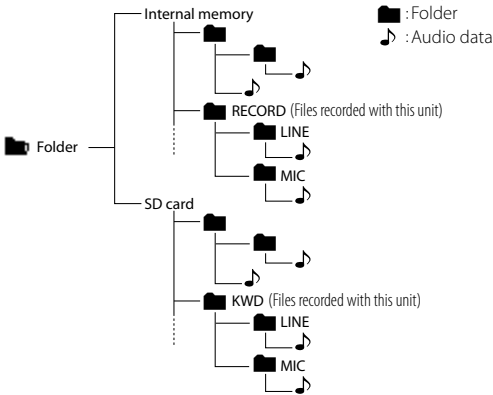 Internal memory
: Folder
: Audio data
RECORD (Files recorded with this unit)
LINE
MIC
Folder
SD card
KWD (Files recorded with this unit)
LINE
MIC